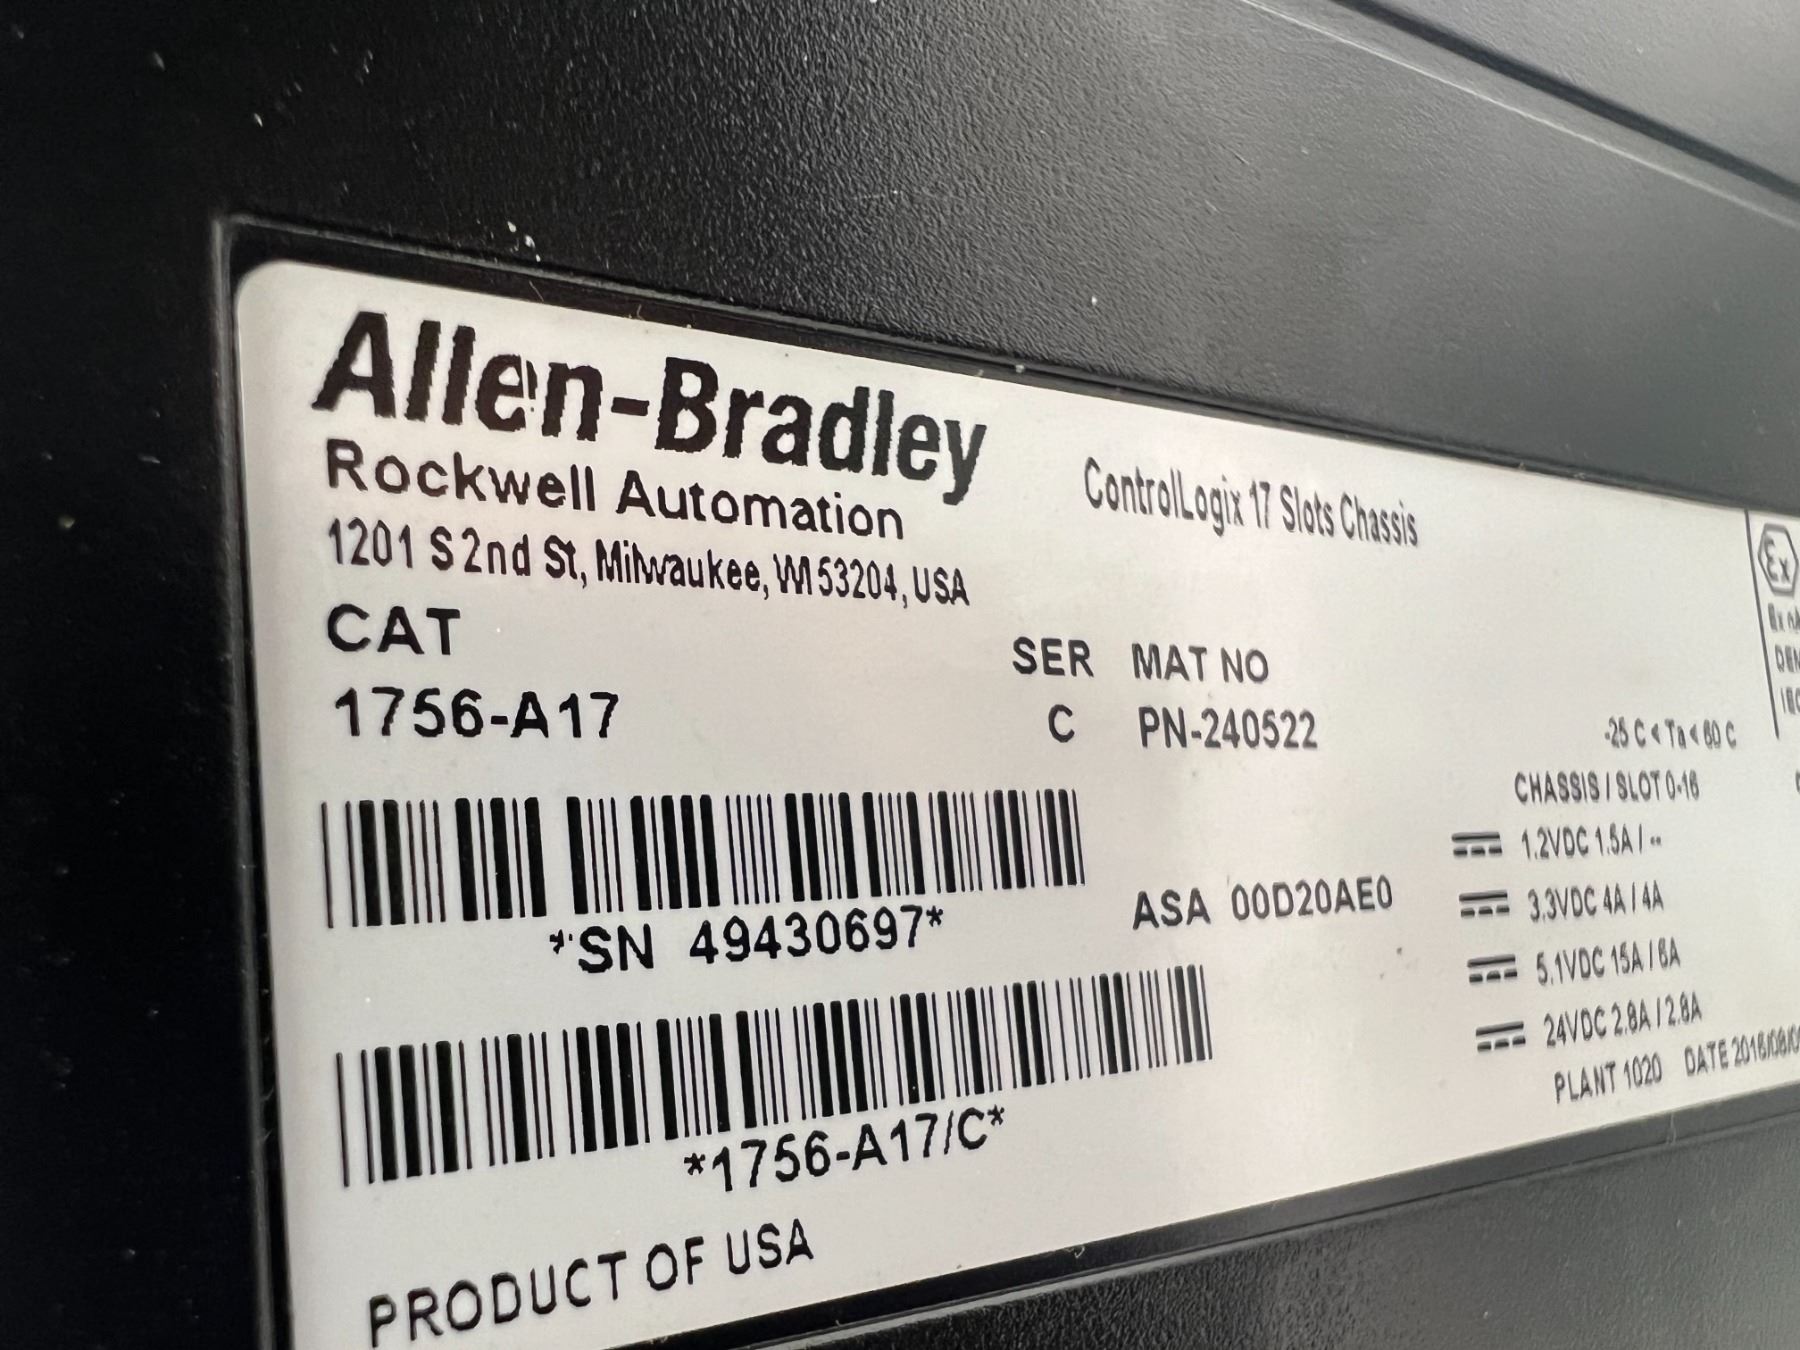 Allen-Bradley
Rockwell Automation
1201 S 2nd St, Milwaukee, WI 53204, USA
ControlLogix 17 Slots Chassis
CAT
1756-A17
SER
C
MAT NO
PN-240522
*SN 49430697*
ASA 00D20AE0
*1756-A17/C*
PRODUCT OF USA
-25 C < Ta < 60 C
CHASSIS / SLOT 0-16
1.2VDC 1.5A / --
3.3VDC 4A / 4A
5.1VDC 15A / 6A
24VDC 2.8A / 2.8A
PLANT 1020 DATE
Ex
Ex